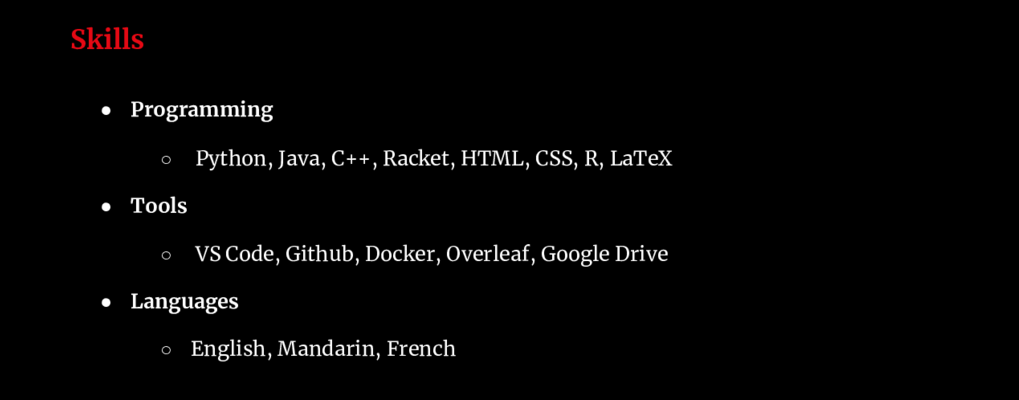 Skills
● Programming
○ Python, Java, C++, Racket, HTML, CSS, R, LaTeX
● Tools
○ VS Code, Github, Docker, Overleaf, Google Drive
● Languages
○ English, Mandarin, French